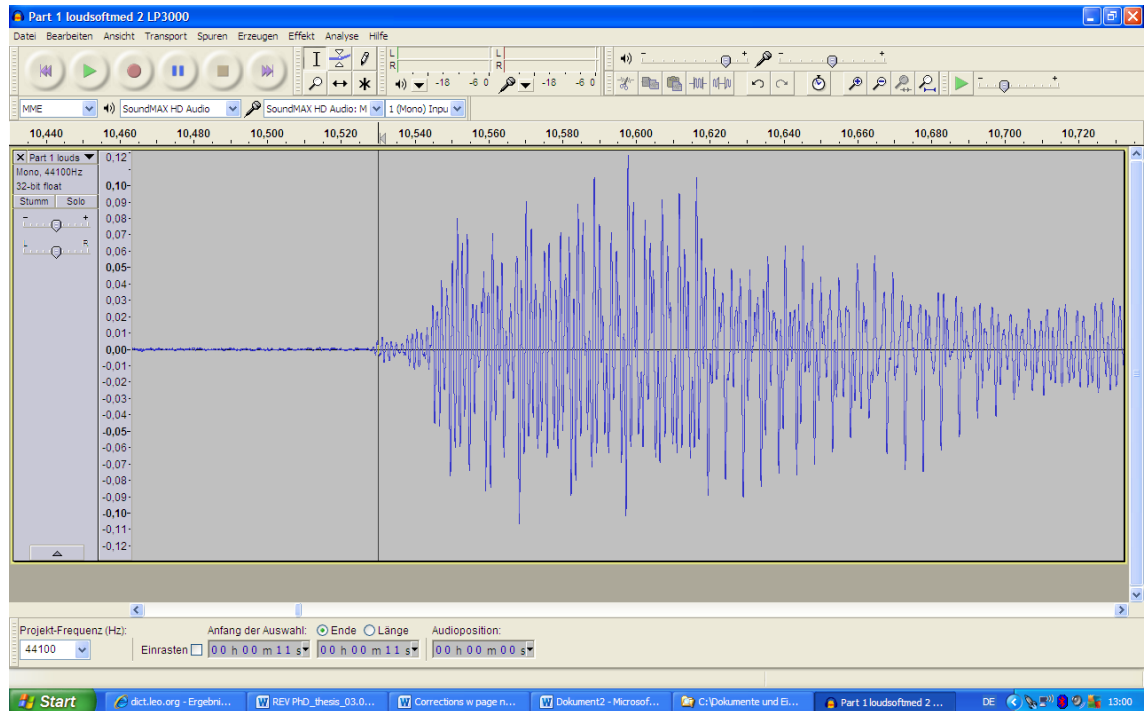 Part 1 loudsoftmed 2 LP3000
Datei Bearbeiten Ansicht Transport Spuren Erzeugen Effekt Analyse Hilfe
L
R
-18 -6 0
L
R
-18 -6 0
MME SoundMAX HD Audio SoundMAX HD Audio: M 1 (Mono) Inpu
10,440 10,460 10,480 10,500 10,520 10,540 10,560 10,580 10,600 10,620 10,640 10,660 10,680 10,700 10,720
Part 1 louds
Mono, 44100Hz
32-bit float
Stumm Solo
- +
L R
0,12
0,10
0,09
0,08
0,07
0,06
0,05
0,04
0,03
0,02
0,01
0,00
-0,01
-0,02
-0,03
-0,04
-0,05
-0,06
-0,07
-0,08
-0,09
-0,10
-0,11
-0,12
Projekt-Frequenz (Hz): Anfang der Auswahl: Ende Länge Audioposition:
44100 Einrasten 00 h 00 m 11 s 00 h 00 m 11 s 00 h 00 m 00 s
Start dict.leo.org - Ergebni... REV PhD_thesis_03.0... Corrections w page n... Dokument2 - Microsof... C:\Dokumente und Ei... Part 1 loudsoftmed 2 ... DE 13:00